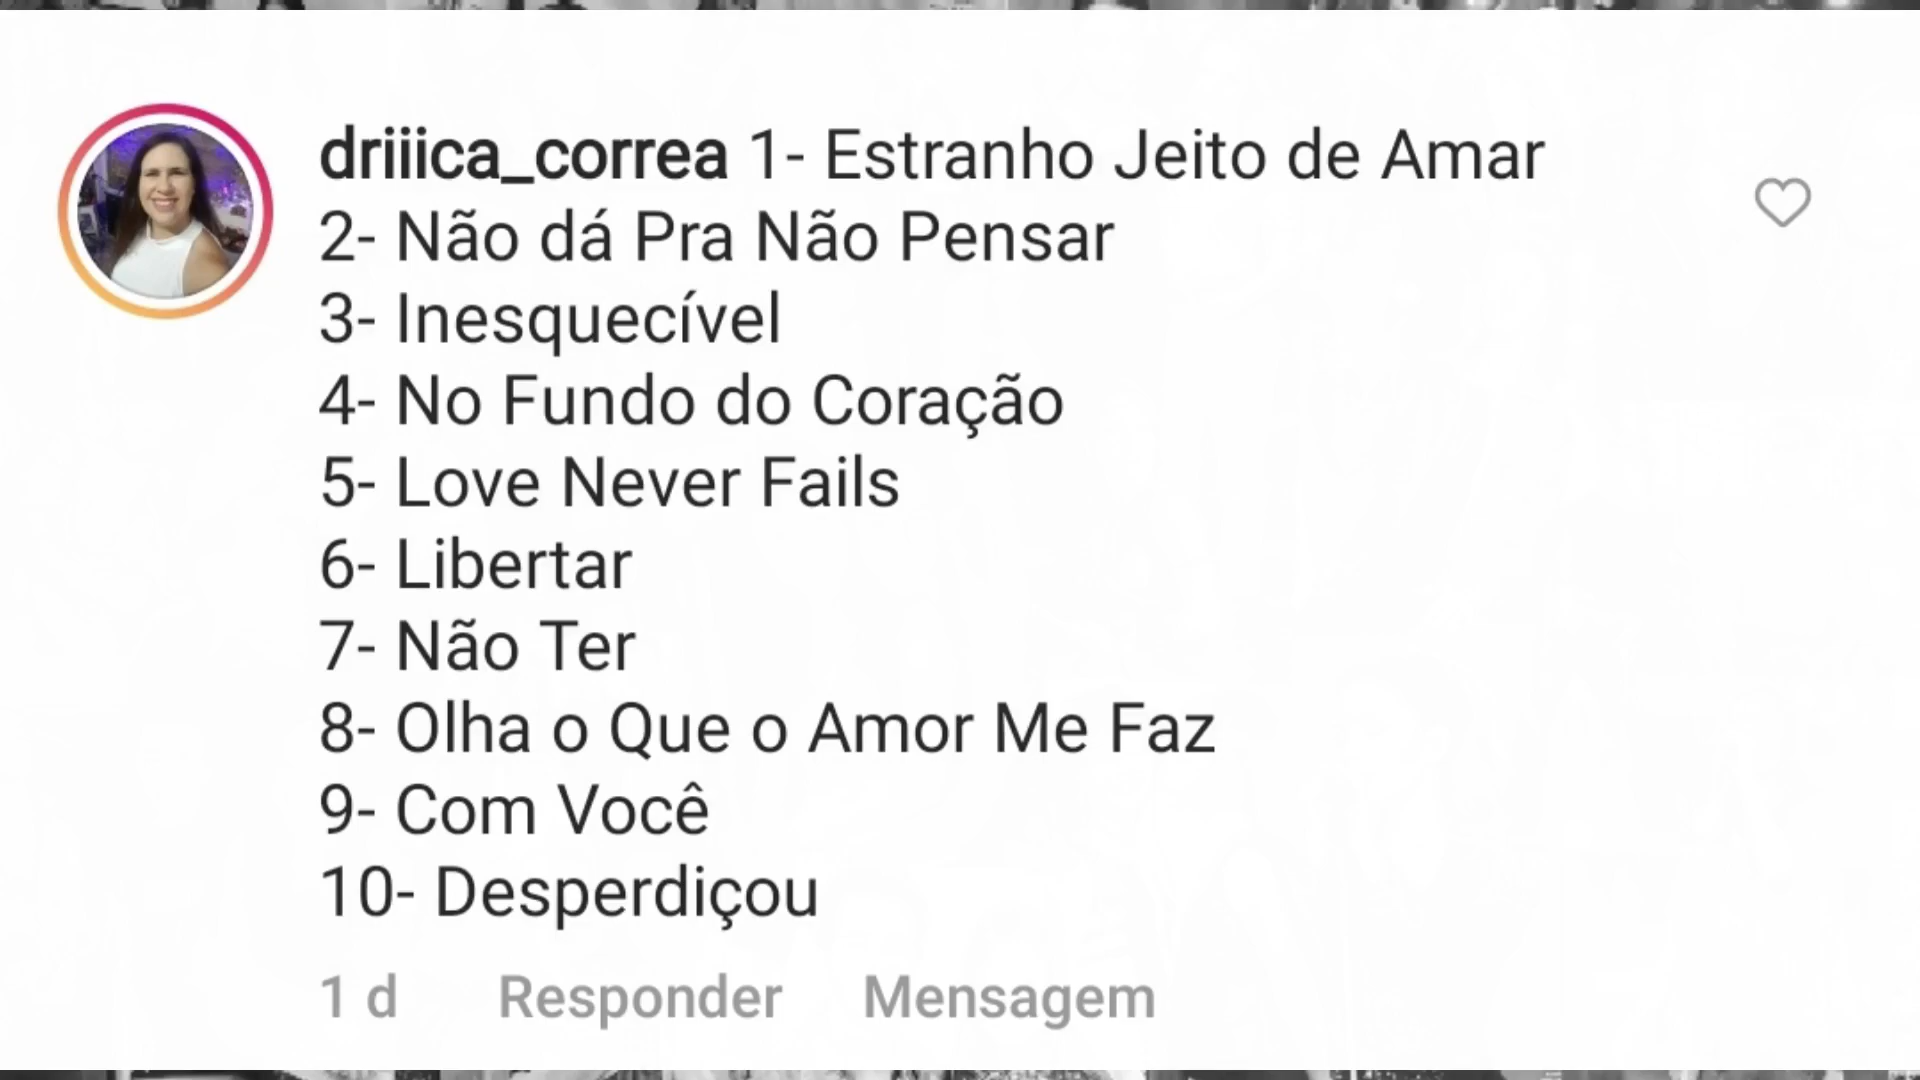 driiica_correa 1- Estranho Jeito de Amar
2- Não dá Pra Não Pensar
3- Inesquecível
4- No Fundo do Coração
5- Love Never Fails
6- Libertar
7- Não Ter
8- Olha o Que o Amor Me Faz
9- Com Você
10- Desperdiçou
1 d Responder Mensagem